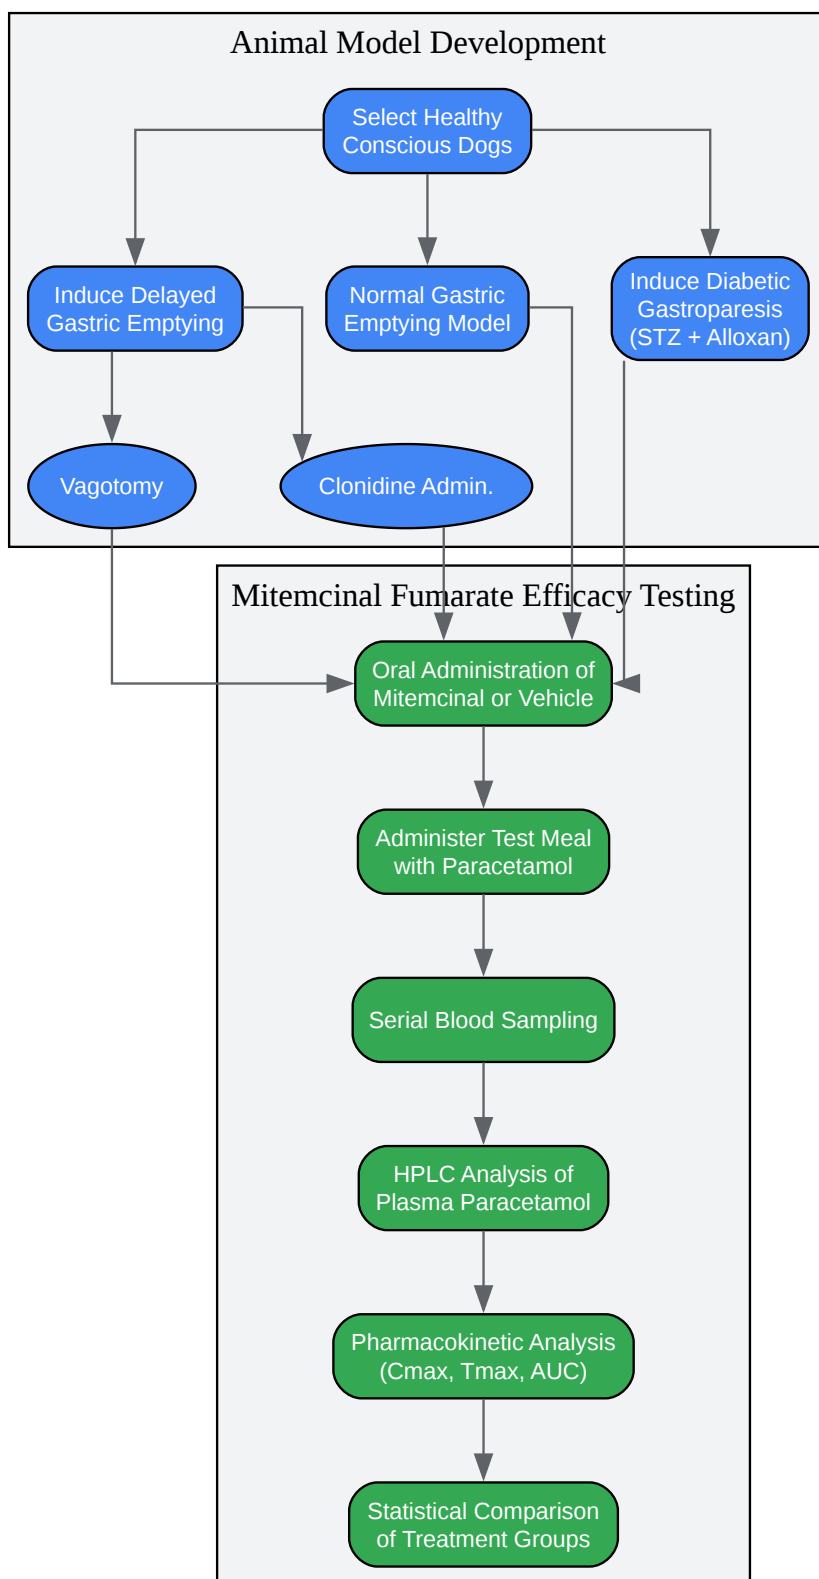 Animal Model Development
Select Healthy
Conscious Dogs
Induce Delayed
Gastric Emptying
Normal Gastric
Emptying Model
Induce Diabetic
Gastroparesis
(STZ + Alloxan)
Vagotomy
Clonidine Admin.
Mitemcinal Fumarate Efficacy Testing
Oral Administration of
Mitemcinal or Vehicle
Administer Test Meal
with Paracetamol
Serial Blood Sampling
HPLC Analysis of
Plasma Paracetamol
Pharmacokinetic Analysis
(Cmax, Tmax, AUC)
Statistical Comparison
of Treatment Groups